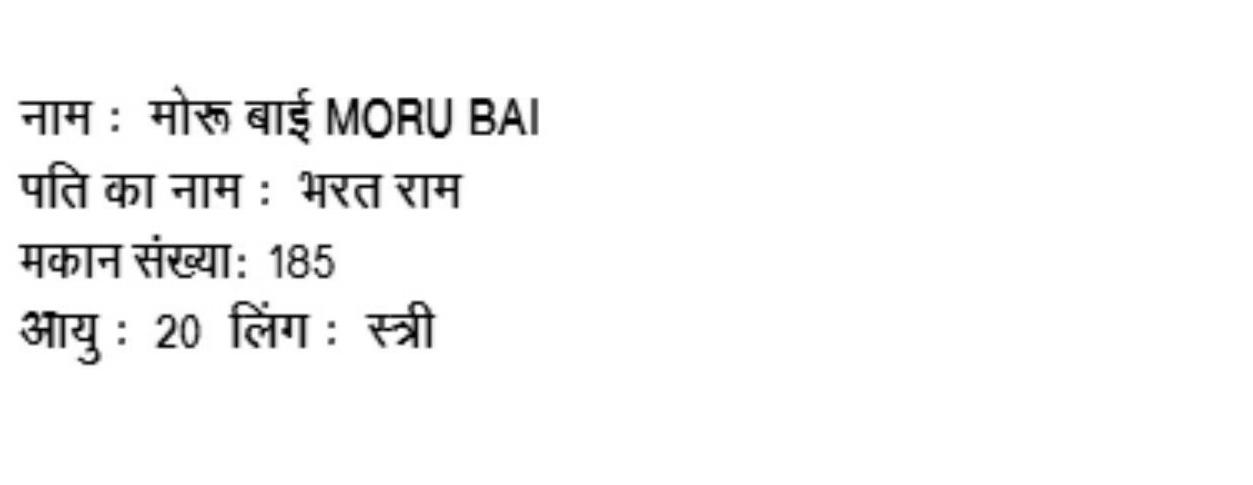 नाम : मोरू बाई MORU BAI
पति का नाम : भरत राम
मकान संख्या: 185
आयु : 20 लिंग : स्त्री